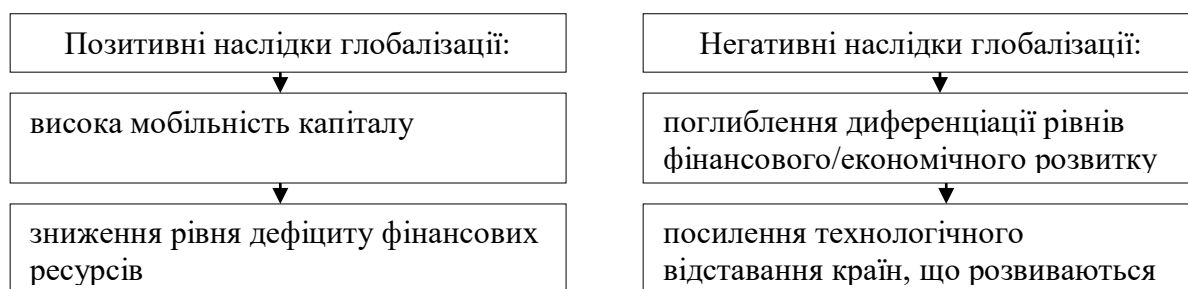 Позитивні наслідки глобалізації:
висока мобільність капіталу
зниження рівня дефіциту фінансових
ресурсів
Негативні наслідки глобалізації:
поглиблення диференціації рівнів
фінансового/економічного розвитку
посилення технологічного
відставання країн, що розвиваються